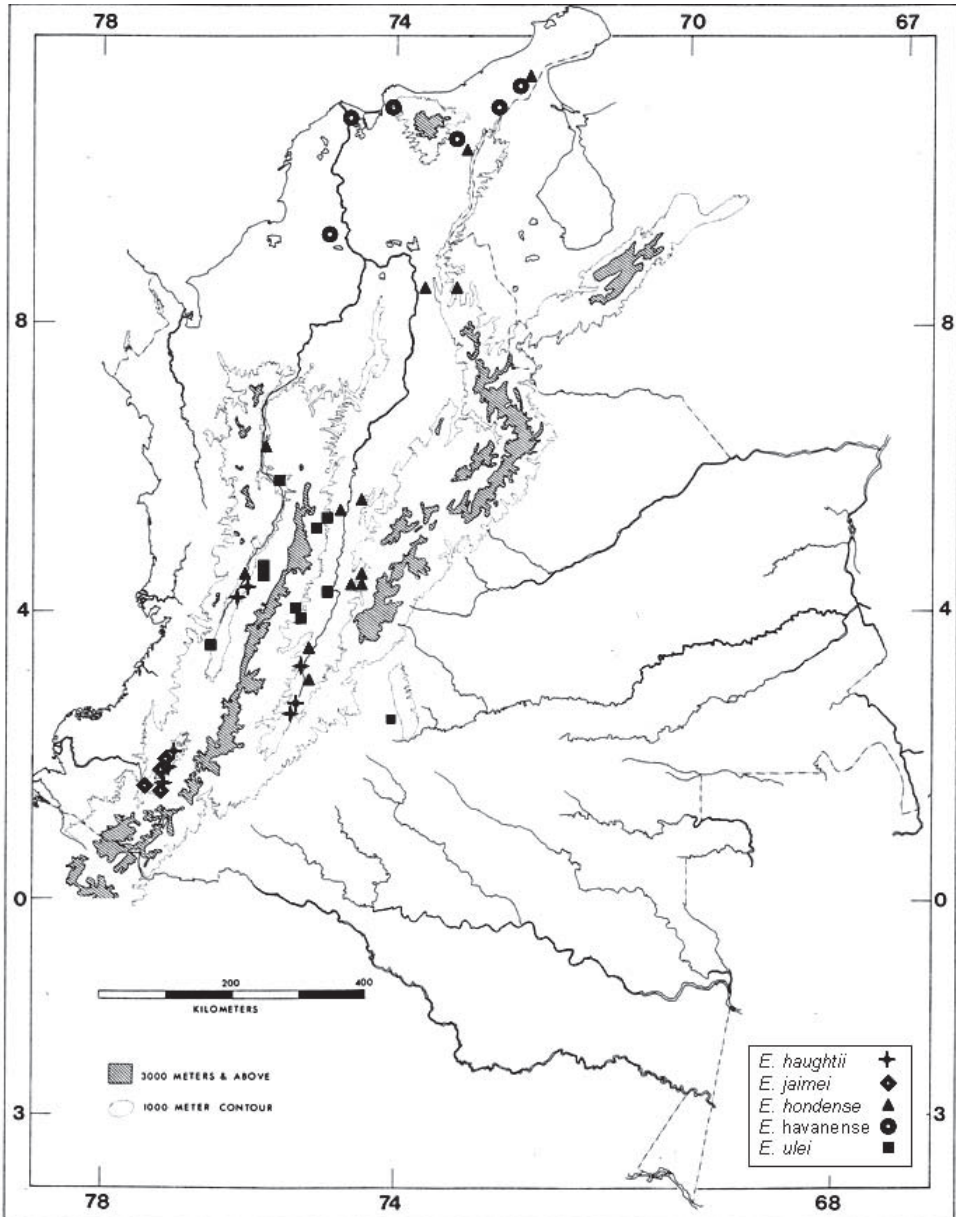 78 74 70 67
8 8
4 4
0 0
200 400
KILOMETERS
3000 METERS & ABOVE
1000 METER CONTOUR
3 3
E. haughtii
E. jaimei
E. hondense
E. havanense
E. ulei
78 74 68